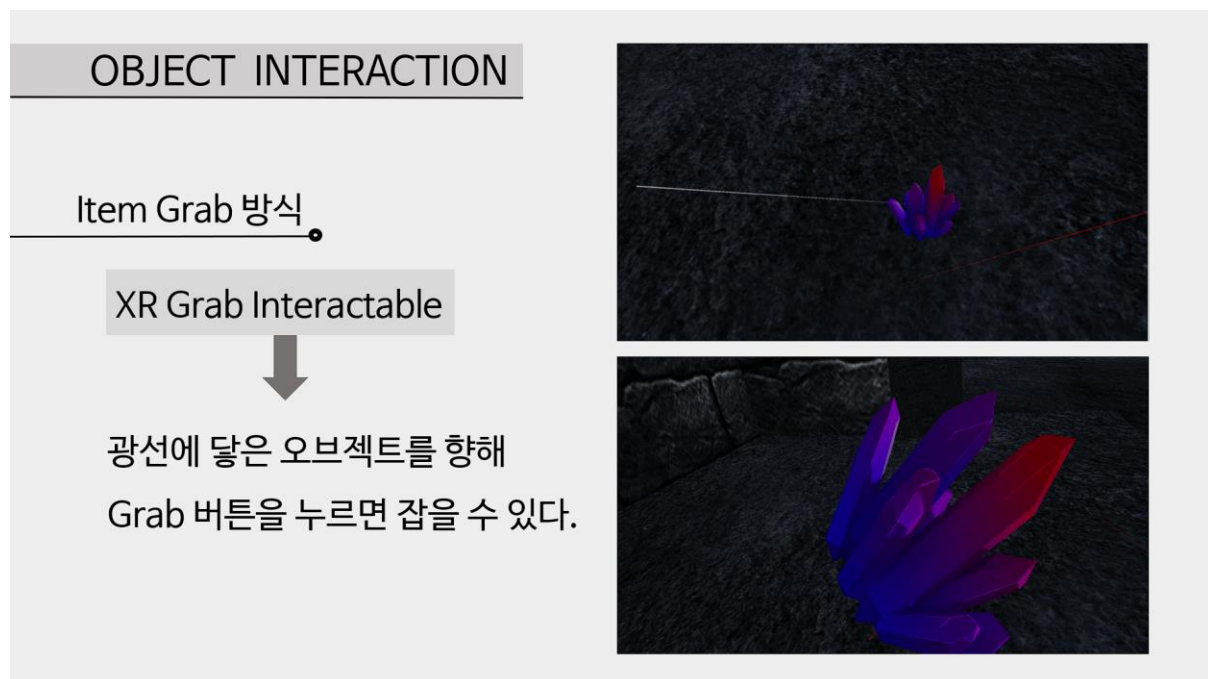 OBJECT INTERACTION
Item Grab 방식
XR Grab Interactable
광선에 닿은 오브젝트를 향해
Grab 버튼을 누르면 잡을 수 있다.